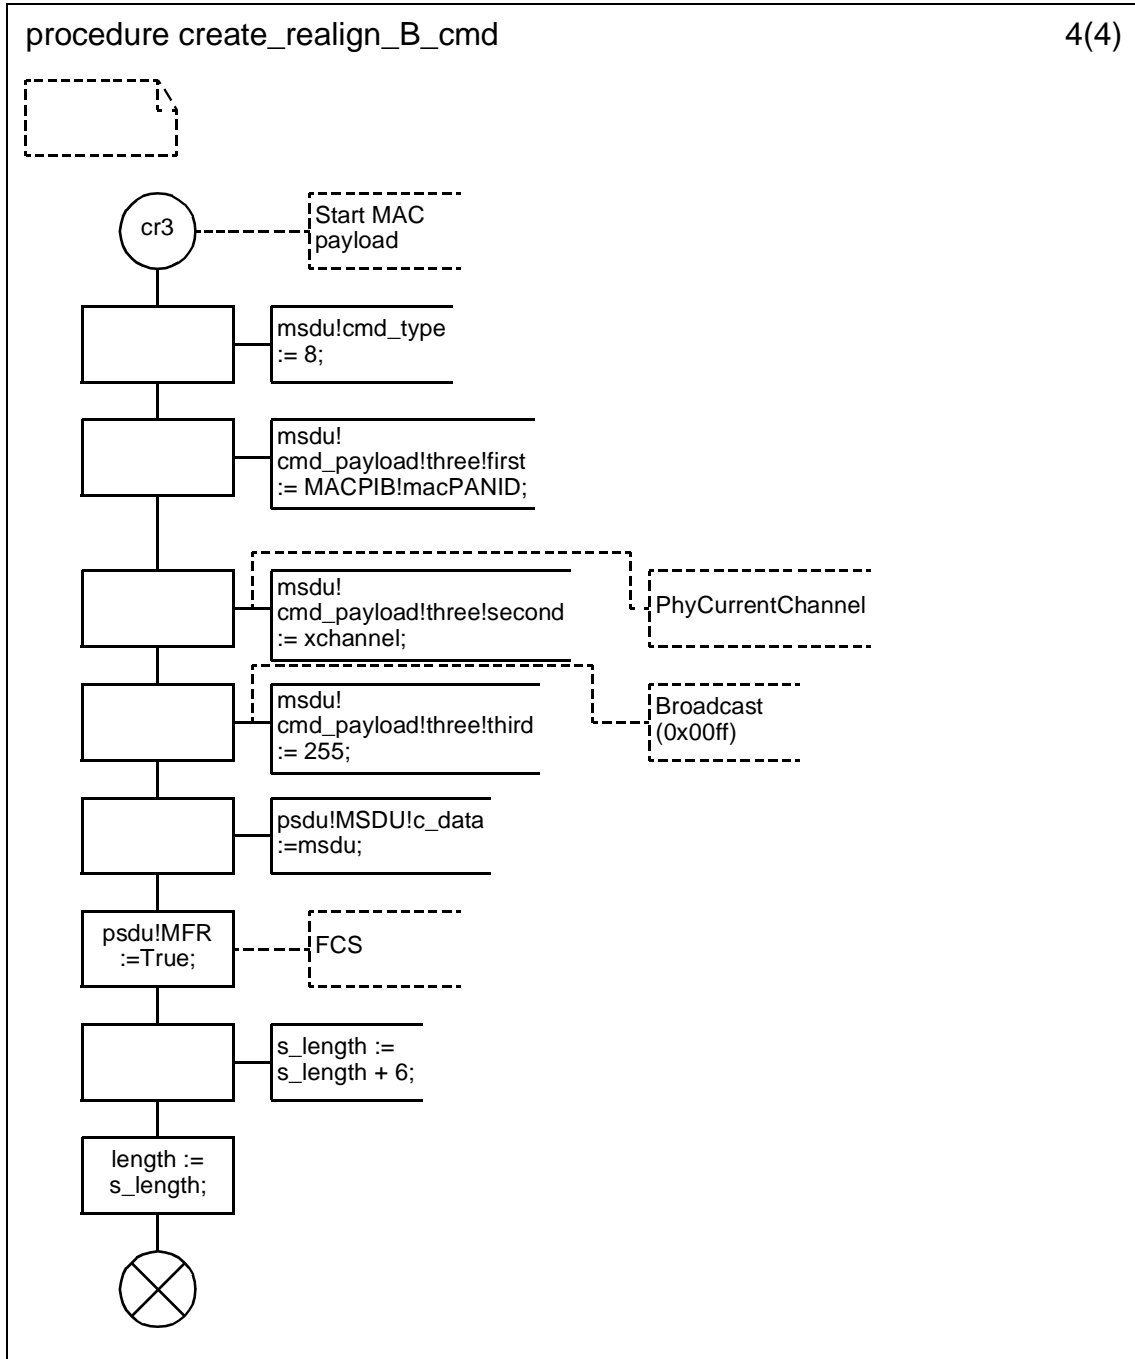 procedure create_realign_B_cmd
4(4)
cr3
Start MAC
payload
msdu!cmd_type
:= 8;
msdu!
cmd_payload!three!first
:= MACPIB!macPANID;
msdu!
cmd_payload!three!second
:= xchannel;
PhyCurrentChannel
msdu!
cmd_payload!three!third
:= 255;
Broadcast
(0x00ff)
psdu!MSDU!c_data
:=msdu;
psdu!MFR
:=True;
FCS
s_length :=
s_length + 6;
length :=
s_length;